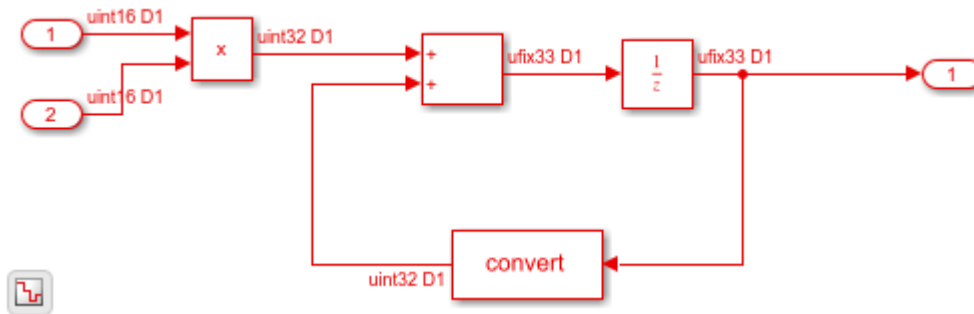 uint16 D1
1
x
uint32 D1
+
+
ufix33 D1
1
z
ufix33 D1
1
2
uint16 D1
convert
uint32 D1